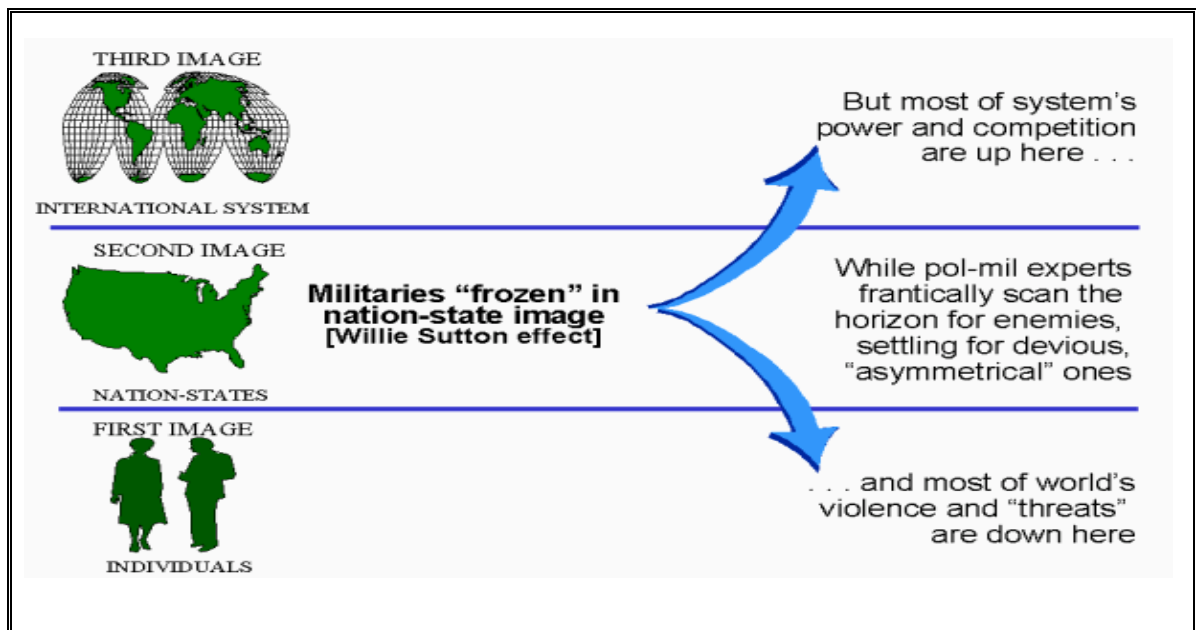 THIRD IMAGE
INTERNATIONAL SYSTEM
But most of system's
power and competition
are up here . . .
SECOND IMAGE
NATION-STATES
Militaries “frozen” in
nation-state image
[Willie Sutton effect]
While pol-mil experts
frantically scan the
horizon for enemies,
settling for devious,
“asymmetrical” ones
FIRST IMAGE
INDIVIDUALS
. . . and most of world's
violence and “threats”
are down here